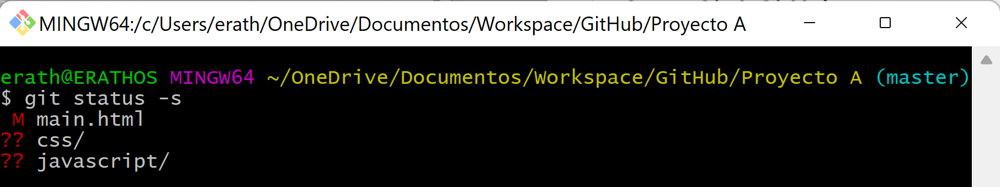 MINGW64:/c/Users/erath/OneDrive/Documentos/Workspace/GitHub/Proyecto A
erath@ERATHOS MINGW64 ~/OneDrive/Documentos/Workspace/GitHub/Proyecto A (master)
$ git status -s
 M main.html
?? css/
?? javascript/